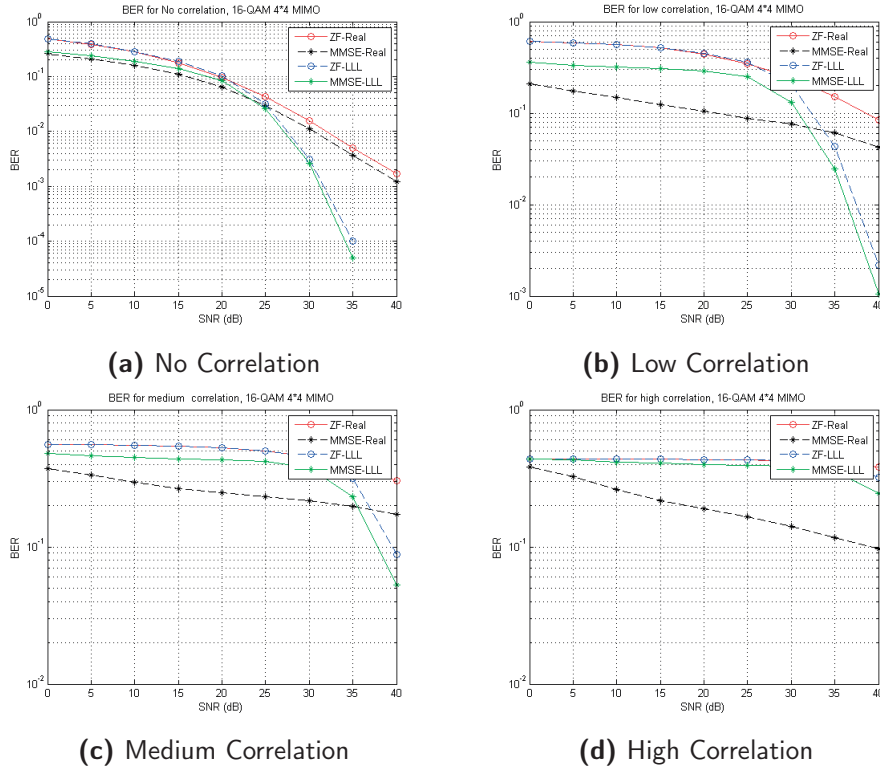 BER for No correlation, 16-QAM 4*4 MIMO
ZF-Real
MMSE-Real
ZF-LLL
MMSE-LLL
BER
10^0
10^-1
10^-2
10^-3
10^-4
10^-5
0 5 10 15 20 25 30 35 40
SNR (dB)
(a) No Correlation
BER for low correlation, 16-QAM 4*4 MIMO
ZF-Real
MMSE-Real
ZF-LLL
MMSE-LLL
BER
10^0
10^-1
10^-2
10^-3
0 5 10 15 20 25 30 35 40
SNR (dB)
(b) Low Correlation
BER for medium correlation, 16-QAM 4*4 MIMO
ZF-Real
MMSE-Real
ZF-LLL
MMSE-LLL
BER
10^0
10^-1
10^-2
0 5 10 15 20 25 30 35 40
SNR (dB)
(c) Medium Correlation
BER for high correlation, 16-QAM 4*4 MIMO
ZF-Real
MMSE-Real
ZF-LLL
MMSE-LLL
BER
10^0
10^-1
10^-2
0 5 10 15 20 25 30 35 40
SNR (dB)
(d) High Correlation